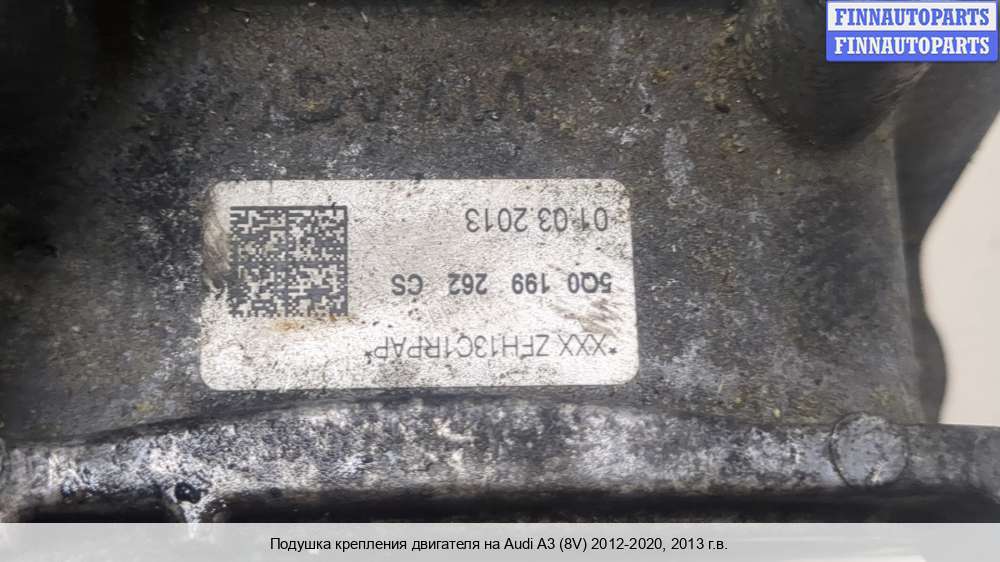 FINNAUTOPARTS
FINNAUTOPARTS
*XXX ZFH13C1RPAP*
5Q0 199 262 CS
01.03.2013
Подушка крепления двигателя на Audi A3 (8V) 2012-2020, 2013 г.в.